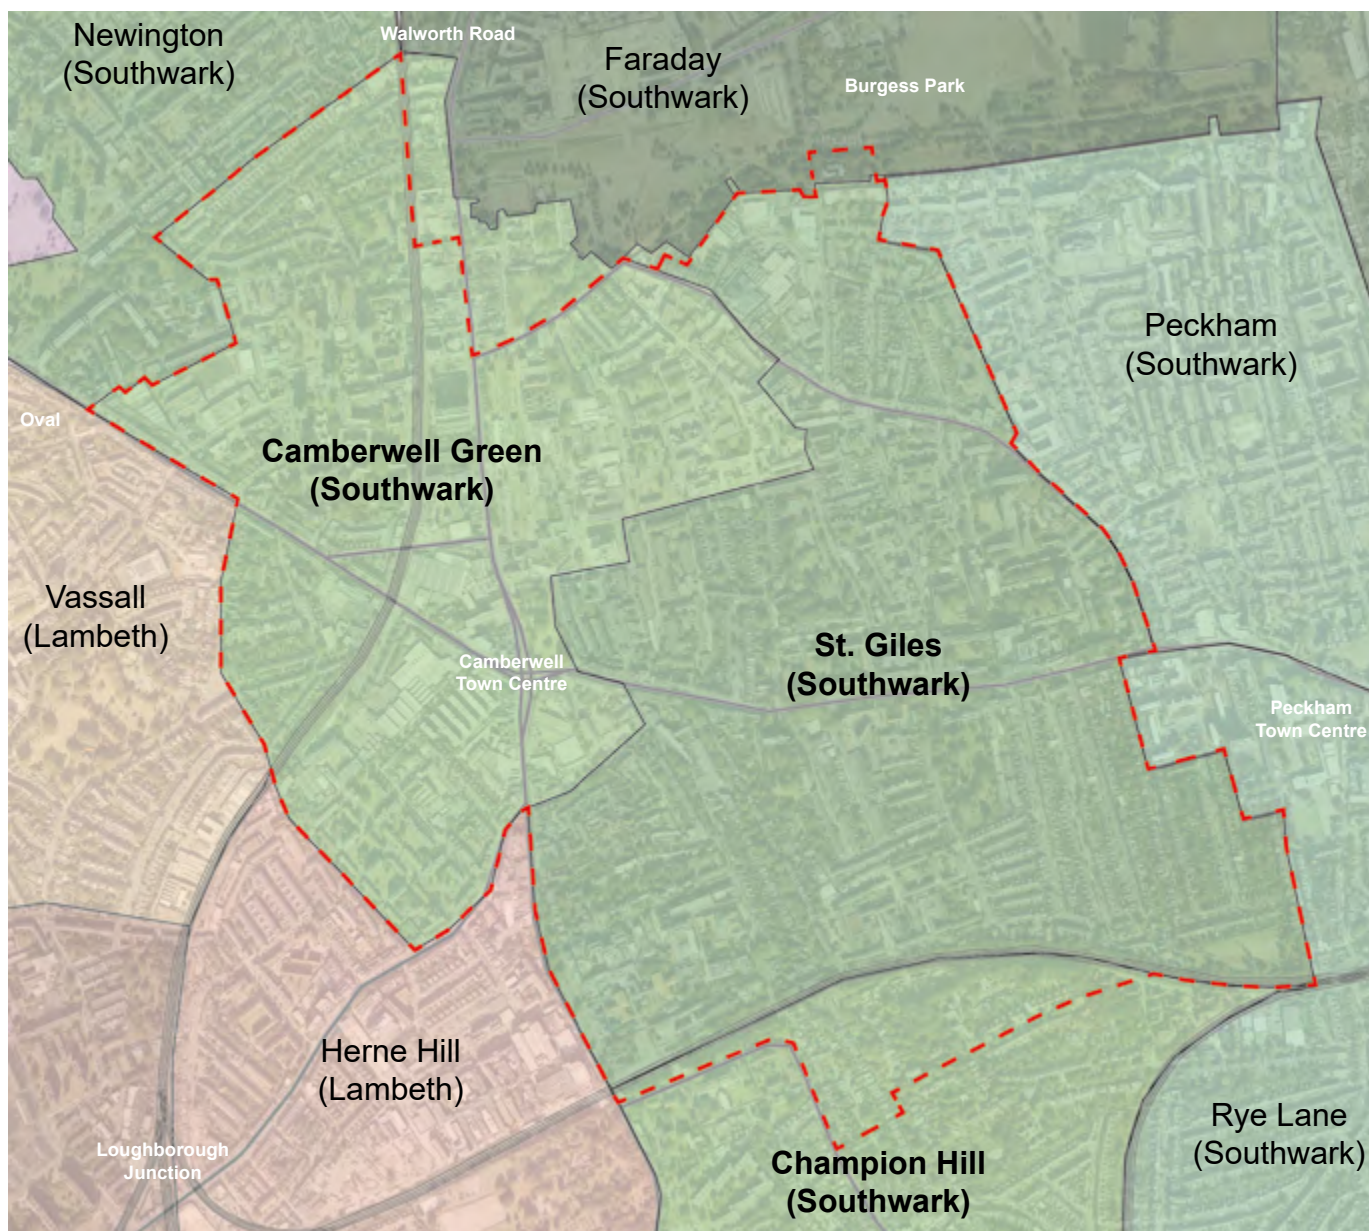 Newington
(Southwark)
Walworth Road
Faraday
(Southwark)
Burgess Park
Peckham
(Southwark)
Oval
Camberwell Green
(Southwark)
Vassall
(Lambeth)
Camberwell
Town Centre
St. Giles
(Southwark)
Peckham
Town Centre
Herne Hill
(Lambeth)
Loughborough
Junction
Champion Hill
(Southwark)
Rye Lane
(Southwark)